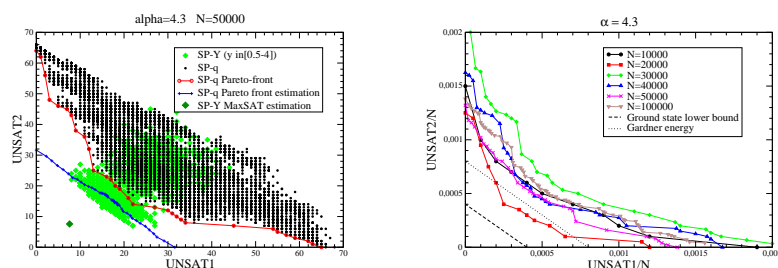 alpha=4.3 N=50000
70
60
50
40
30
20
10
0
UNSAT2
SP-Y (y in[0.5-4])
SP-q
SP-q Pareto-front
SP-q Pareto front estimation
SP-Y MaxSAT estimation
0 10 20 30 40 50 60 70
UNSAT1
α = 4.3
0,002
0,0015
0,001
0,0005
0
UNSAT2/N
N=10000
N=20000
N=30000
N=40000
N=50000
N=100000
Ground state lower bound
Gardner energy
0 0,0005 0,001 0,0015
UNSAT1/N